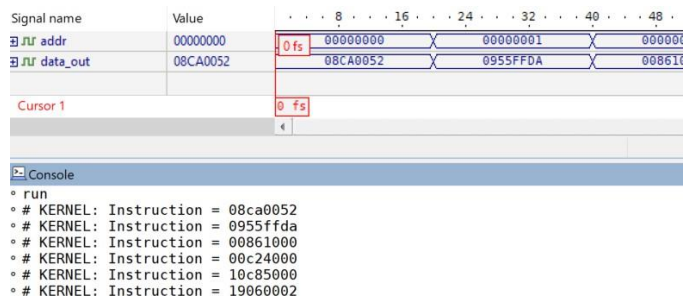 Signal name Value 8 16 24 32 40 48
addr 00000000 0 fs 00000000 00000001 000000
data_out 08CA0052 08CA0052 0955FFDA 008610
Cursor 1 0 fs
Console
run
# KERNEL: Instruction = 08ca0052
# KERNEL: Instruction = 0955ffda
# KERNEL: Instruction = 00861000
# KERNEL: Instruction = 00c24000
# KERNEL: Instruction = 10c85000
# KERNEL: Instruction = 19060002